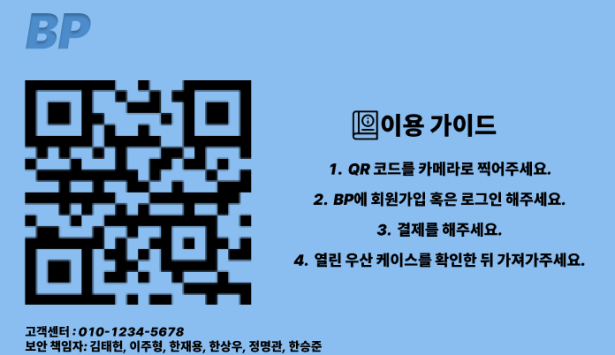 BP
이용 가이드
1. QR 코드를 카메라로 찍어주세요.
2. BP에 회원가입 혹은 로그인 해주세요.
3. 결제를 해주세요.
4. 열린 우산 케이스를 확인한 뒤 가져가주세요.
고객센터 : 010-1234-5678
보안 책임자: 김태헌, 이주형, 한재용, 한상우, 정명관, 한승준